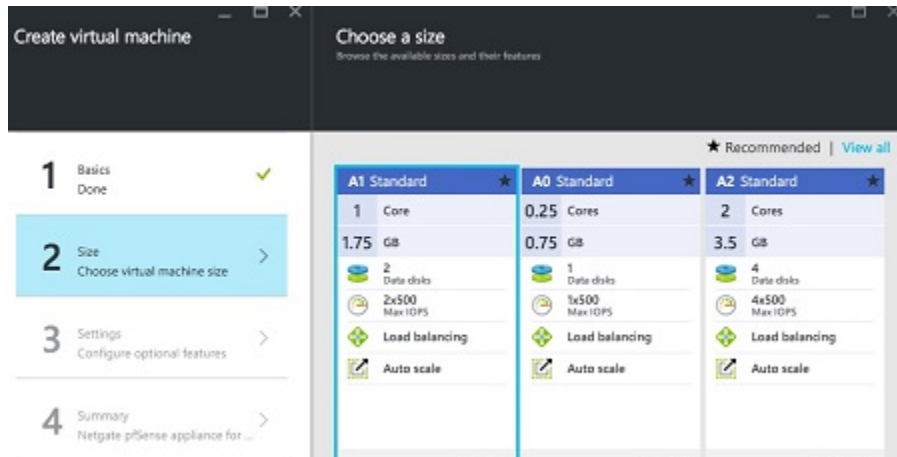 Create virtual machine
Choose a size
Browse the available sizes and their features
★ Recommended | View all
1
Basics
Done
2
Size
Choose virtual machine size
3
Settings
Configure optional features
4
Summary
Netgate pfSense appliance for ...
A1 Standard ★
1 Core
1.75 GB
2
Data disks
2x500
Max IOPS
Load balancing
Auto scale
A0 Standard ★
0.25 Cores
0.75 GB
1
Data disks
1x500
Max IOPS
Load balancing
Auto scale
A2 Standard ★
2 Cores
3.5 GB
4
Data disks
4x500
Max IOPS
Load balancing
Auto scale